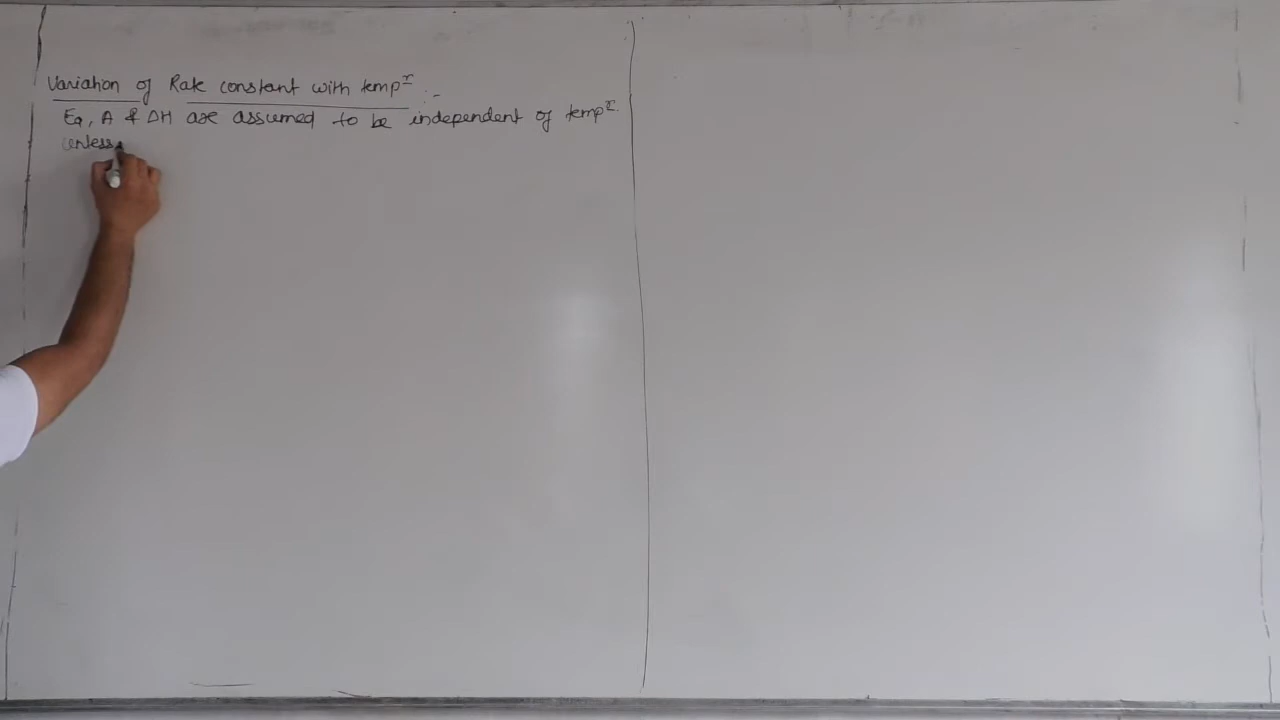 Variation of Rate constant with temp^r :-
Ea, A & ΔH are assumed to be independent of temp^r.
unless